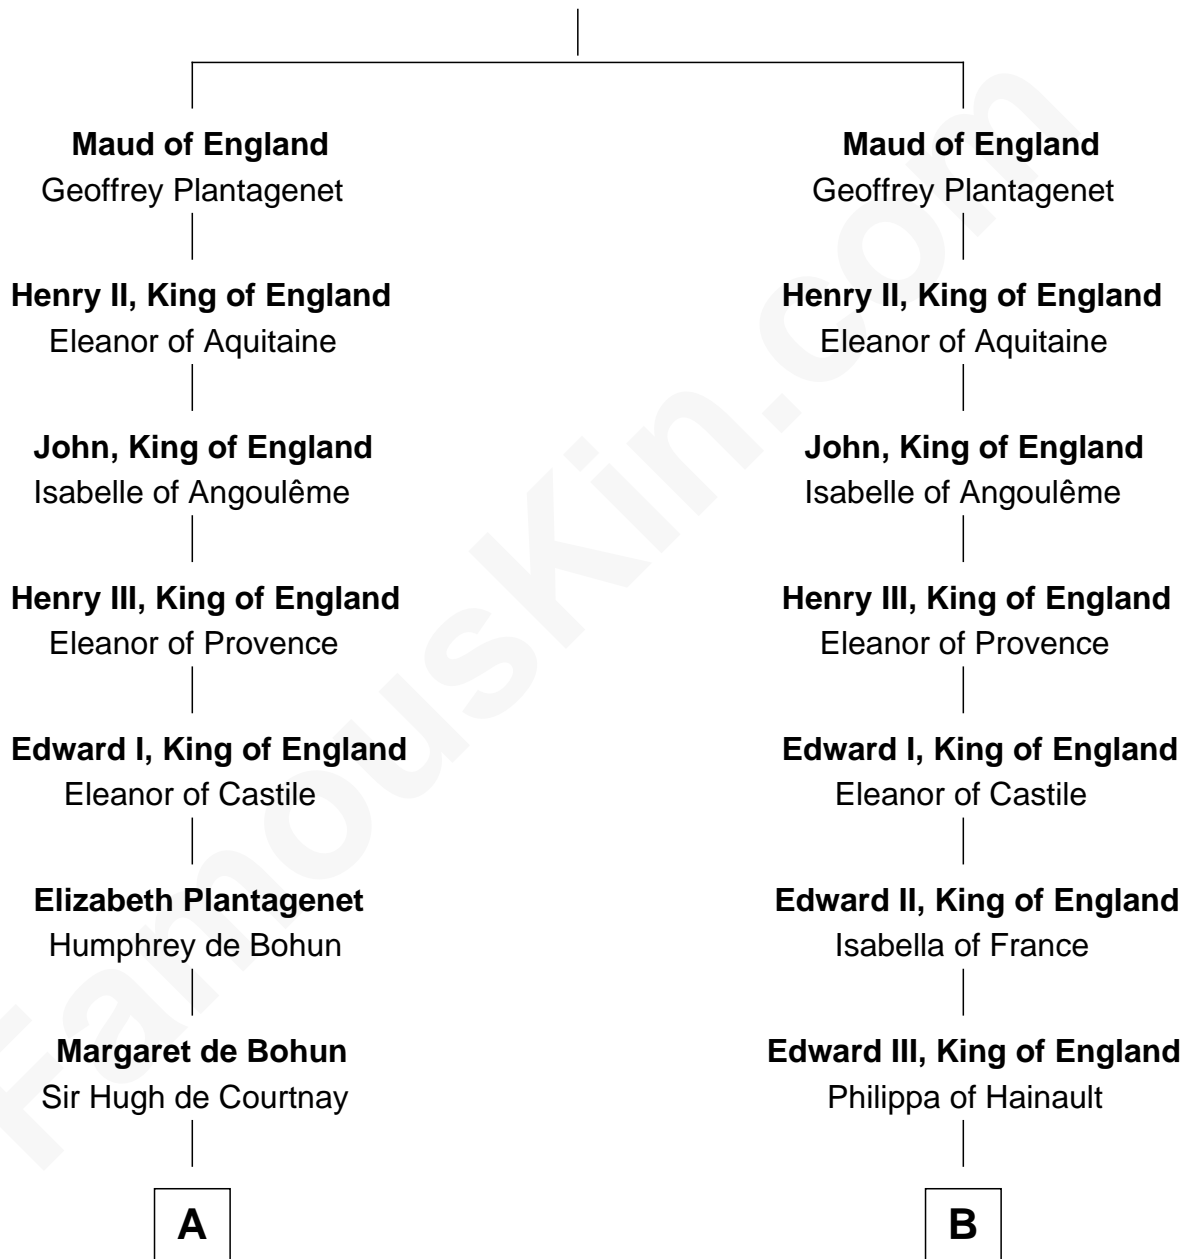 Maud of England
Geoffrey Plantagenet
Henry II, King of England
Eleanor of Aquitaine
John, King of England
Isabelle of Angoulême
Henry III, King of England
Eleanor of Provence
Edward I, King of England
Eleanor of Castile
Elizabeth Plantagenet
Humphrey de Bohun
Margaret de Bohun
Sir Hugh de Courtnay
A
Maud of England
Geoffrey Plantagenet
Henry II, King of England
Eleanor of Aquitaine
John, King of England
Isabelle of Angoulême
Henry III, King of England
Eleanor of Provence
Edward I, King of England
Eleanor of Castile
Edward II, King of England
Isabella of France
Edward III, King of England
Philippa of Hainault
B
FamousKin.com